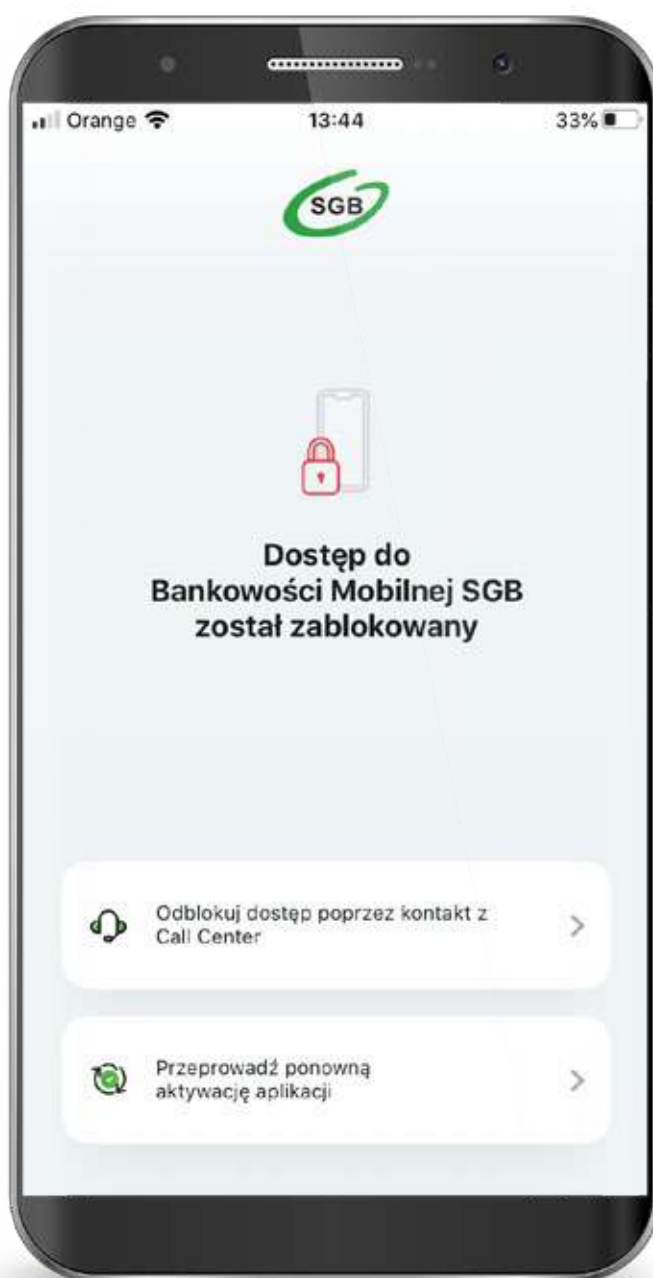 Orange 13:44 33%
SGB
Dostęp do
Bankowości Mobilnej SGB
został zablokowany
Odblokuj dostęp poprzez kontakt z
Call Center
Przeprowadź ponowną
aktywację aplikacji